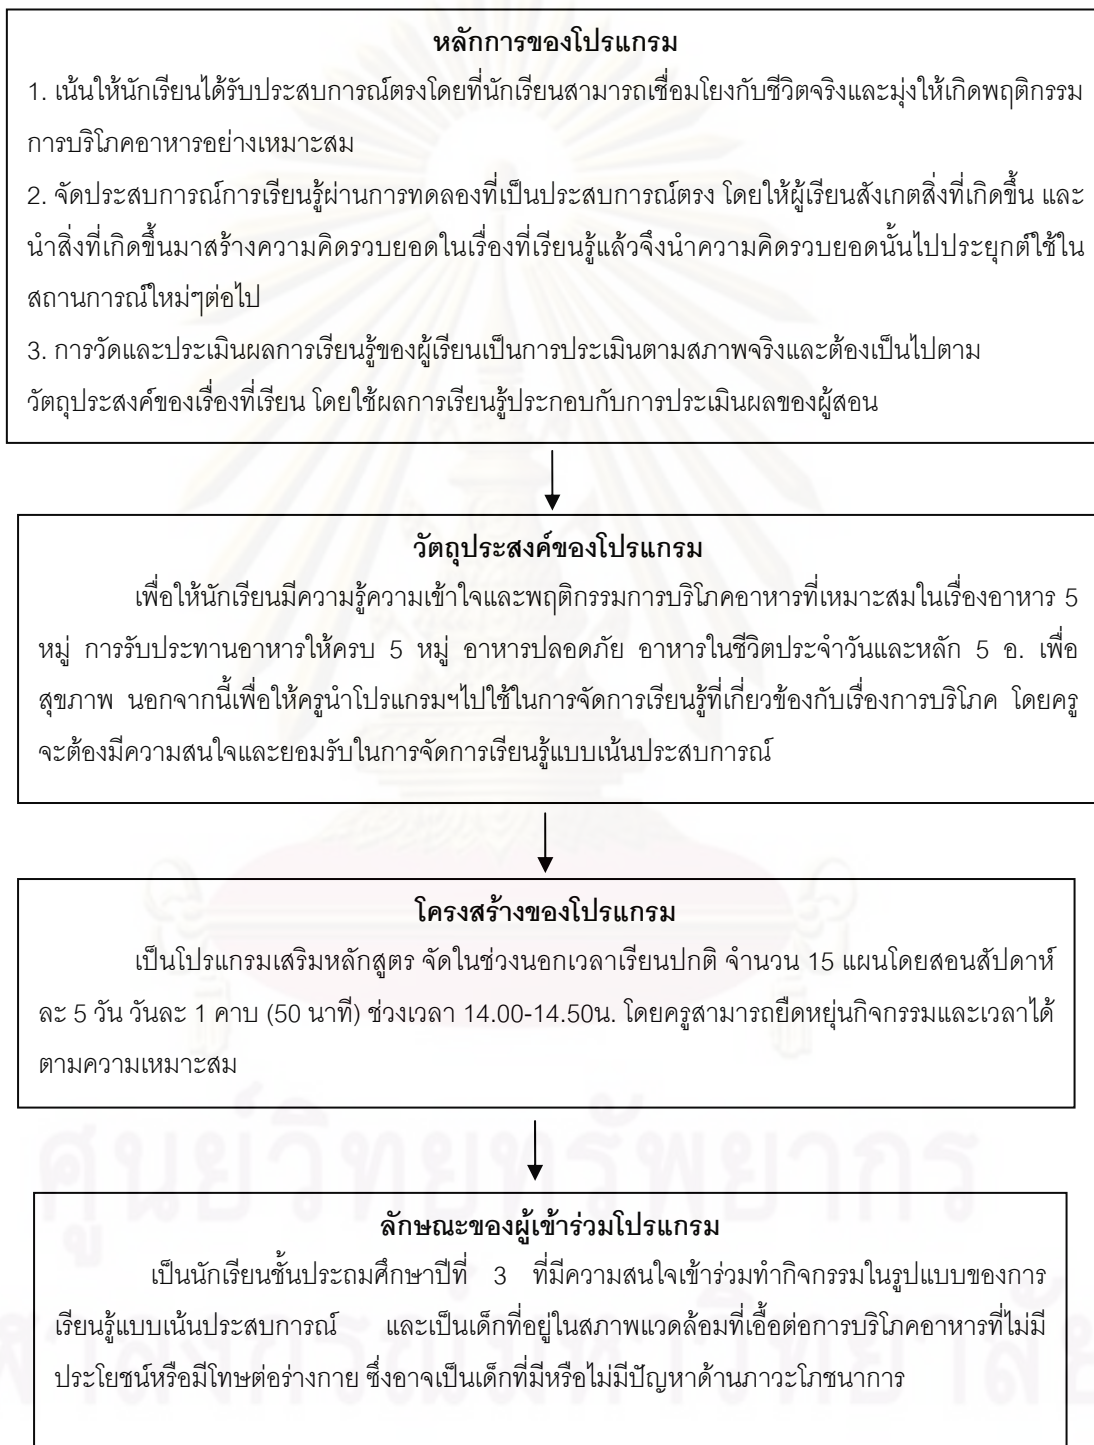 หลักการของโปรแกรม
1. เน้นให้นักเรียนได้รับประสบการณ์ตรงโดยที่นักเรียนสามารถเชื่อมโยงกับชีวิตจริงและมุ่งให้เกิดพฤติกรรม
การบริโภคอาหารอย่างเหมาะสม
2. จัดประสบการณ์การเรียนรู้ผ่านการทดลองที่เป็นประสบการณ์ตรง โดยให้ผู้เรียนสังเกตสิ่งที่เกิดขึ้น และ
นำสิ่งที่เกิดขึ้นมาสร้างความคิดรวบยอดในเรื่องที่เรียนรู้แล้วจึงนำความคิดรวบยอดนั้นไปประยุกต์ใช้ใน
สถานการณ์ใหม่ๆต่อไป
3. การวัดและประเมินผลการเรียนรู้ของผู้เรียนเป็นการประเมินตามสภาพจริงและต้องเป็นไปตาม
วัตถุประสงค์ของเรื่องที่เรียน โดยใช้ผลการเรียนรู้ประกอบกับการประเมินผลของผู้สอน
วัตถุประสงค์ของโปรแกรม
เพื่อให้นักเรียนมีความรู้ความเข้าใจและพฤติกรรมการบริโภคอาหารที่เหมาะสมในเรื่องอาหาร 5
หมู่ การรับประทานอาหารให้ครบ 5 หมู่ อาหารปลอดภัย อาหารในชีวิตประจำวันและหลัก 5 อ. เพื่อ
สุขภาพ นอกจากนี้เพื่อให้ครูนำโปรแกรมฯไปใช้ในการจัดการเรียนรู้ที่เกี่ยวข้องกับเรื่องการบริโภค โดยครู
จะต้องมีความสนใจและยอมรับในการจัดการเรียนรู้แบบเน้นประสบการณ์
โครงสร้างของโปรแกรม
เป็นโปรแกรมเสริมหลักสูตร จัดในช่วงนอกเวลาเรียนปกติ จำนวน 15 แผนโดยสอนสัปดาห์
ละ 5 วัน วันละ 1 คาบ (50 นาที) ช่วงเวลา 14.00-14.50น. โดยครูสามารถยืดหยุ่นกิจกรรมและเวลาได้
ตามความเหมาะสม
ศูนย์วิทยทรัพยากร
ลักษณะของผู้เข้าร่วมโปรแกรม
เป็นนักเรียนชั้นประถมศึกษาปีที่ 3 ที่มีความสนใจเข้าร่วมทำกิจกรรมในรูปแบบของการ
เรียนรู้แบบเน้นประสบการณ์ และเป็นเด็กที่อยู่ในสภาพแวดล้อมที่เอื้อต่อการบริโภคอาหารที่ไม่มี
ประโยชน์หรือมีโทษต่อร่างกาย ซึ่งอาจเป็นเด็กที่มีหรือไม่มีปัญหาด้านภาวะโภชนาการ